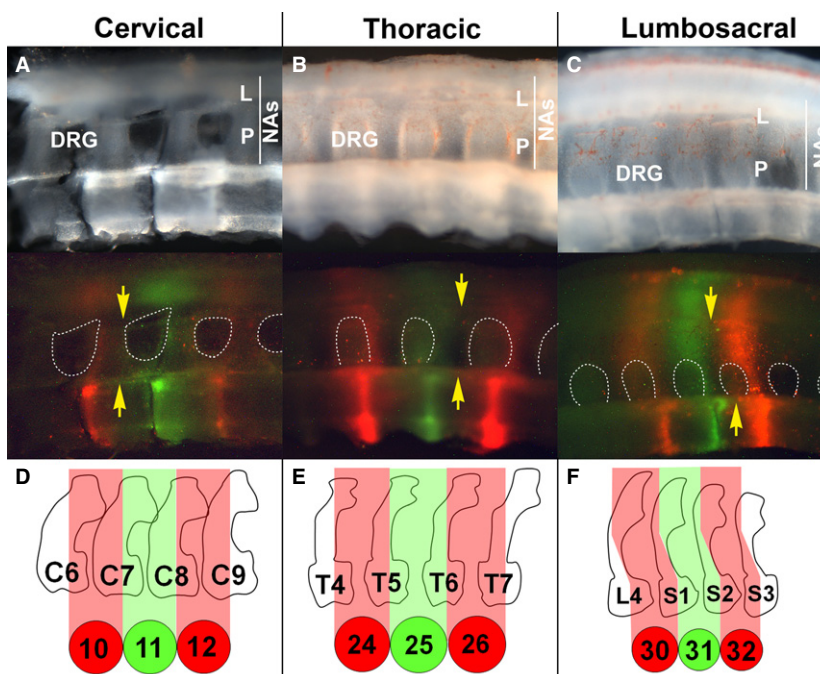 Cervical Thoracic Lumbosacral
A B C
L L L
DRG P NAs DRG P NAs DRG P NAs
D E F
C6 C7 C8 C9 T4 T5 T6 T7 L4 S1 S2 S3
10 11 12 24 25 26 30 31 32